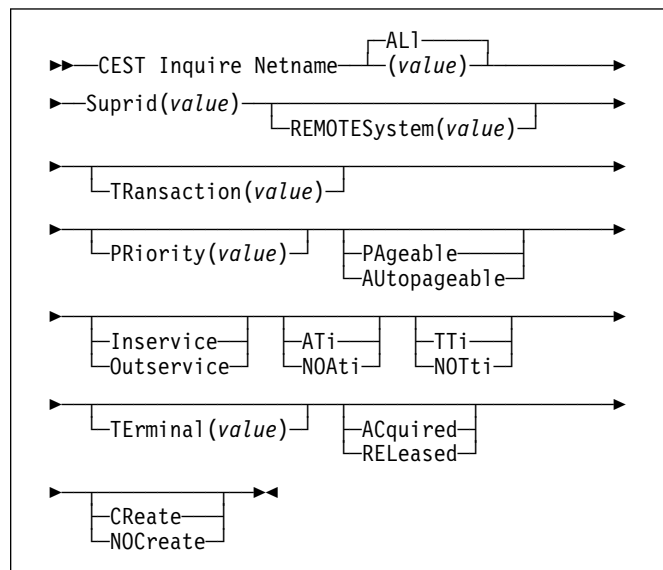 ALl
CEST Inquire Netname (value)
Suprid(value)
REMOTESystem(value)
TRansaction(value)
PRiority(value) PAgeable
AUtopageable
Inservice ATi TTi
Outservice NOAti NOTti
TErminal(value) ACquired
RELeased
CReate
NOCreate